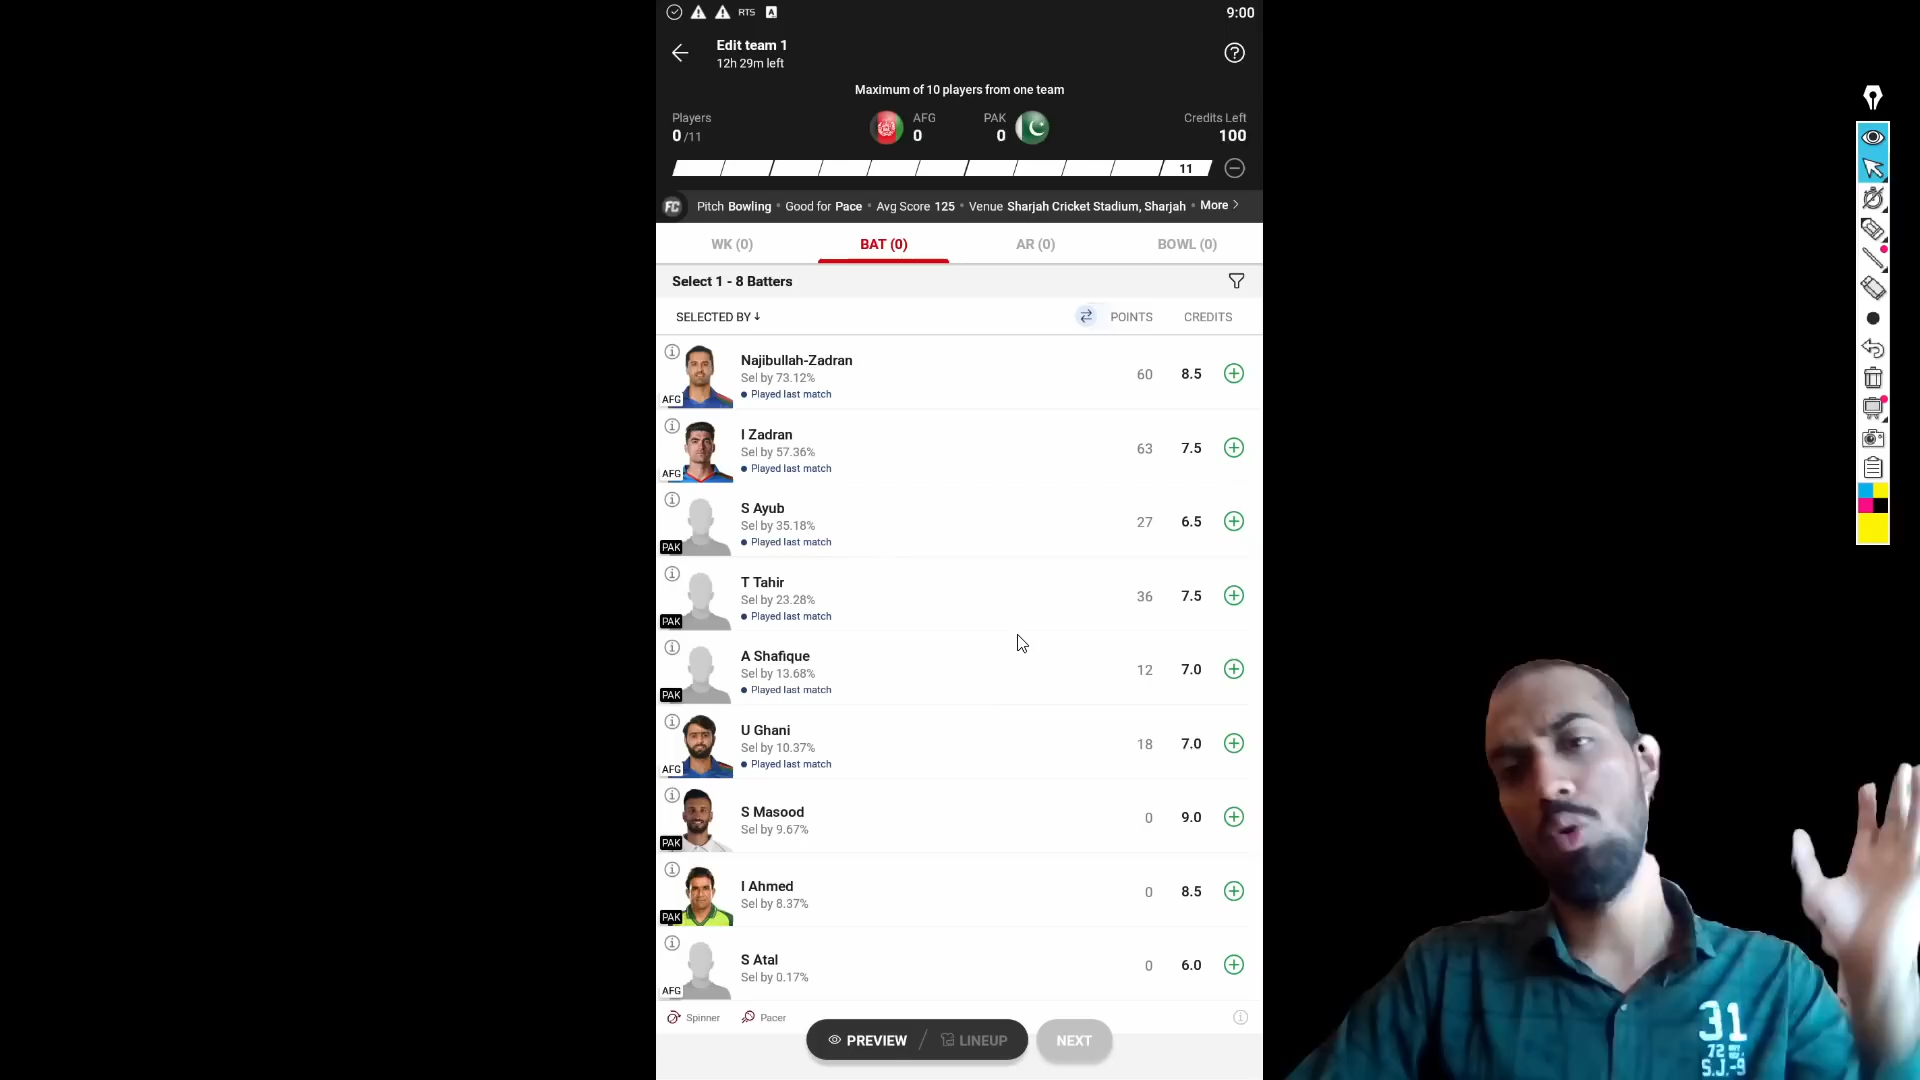 RTS A 9:00
Edit team 1
12h 29m left
Maximum of 10 players from one team
Players AFG PAK Credits Left
0 /11 0 0 100
11
FC Pitch Bowling • Good for Pace • Avg Score 125 • Venue Sharjah Cricket Stadium, Sharjah • More >
WK (0) BAT (0) AR (0) BOWL (0)
Select 1 - 8 Batters
SELECTED BY ↓ POINTS CREDITS
Najibullah-Zadran
Sel by 73.12% 60 8.5
Played last match
AFG
I Zadran
Sel by 57.36% 63 7.5
Played last match
AFG
S Ayub
Sel by 35.18% 27 6.5
Played last match
PAK
T Tahir
Sel by 23.28% 36 7.5
Played last match
PAK
A Shafique
Sel by 13.68% 12 7.0
Played last match
PAK
U Ghani
Sel by 10.37% 18 7.0
Played last match
AFG
S Masood
Sel by 9.67% 0 9.0
PAK
I Ahmed
Sel by 8.37% 0 8.5
PAK
S Atal
Sel by 0.17% 0 6.0
AFG
Spinner Pacer
PREVIEW / LINEUP NEXT
31
72
S.J.-9